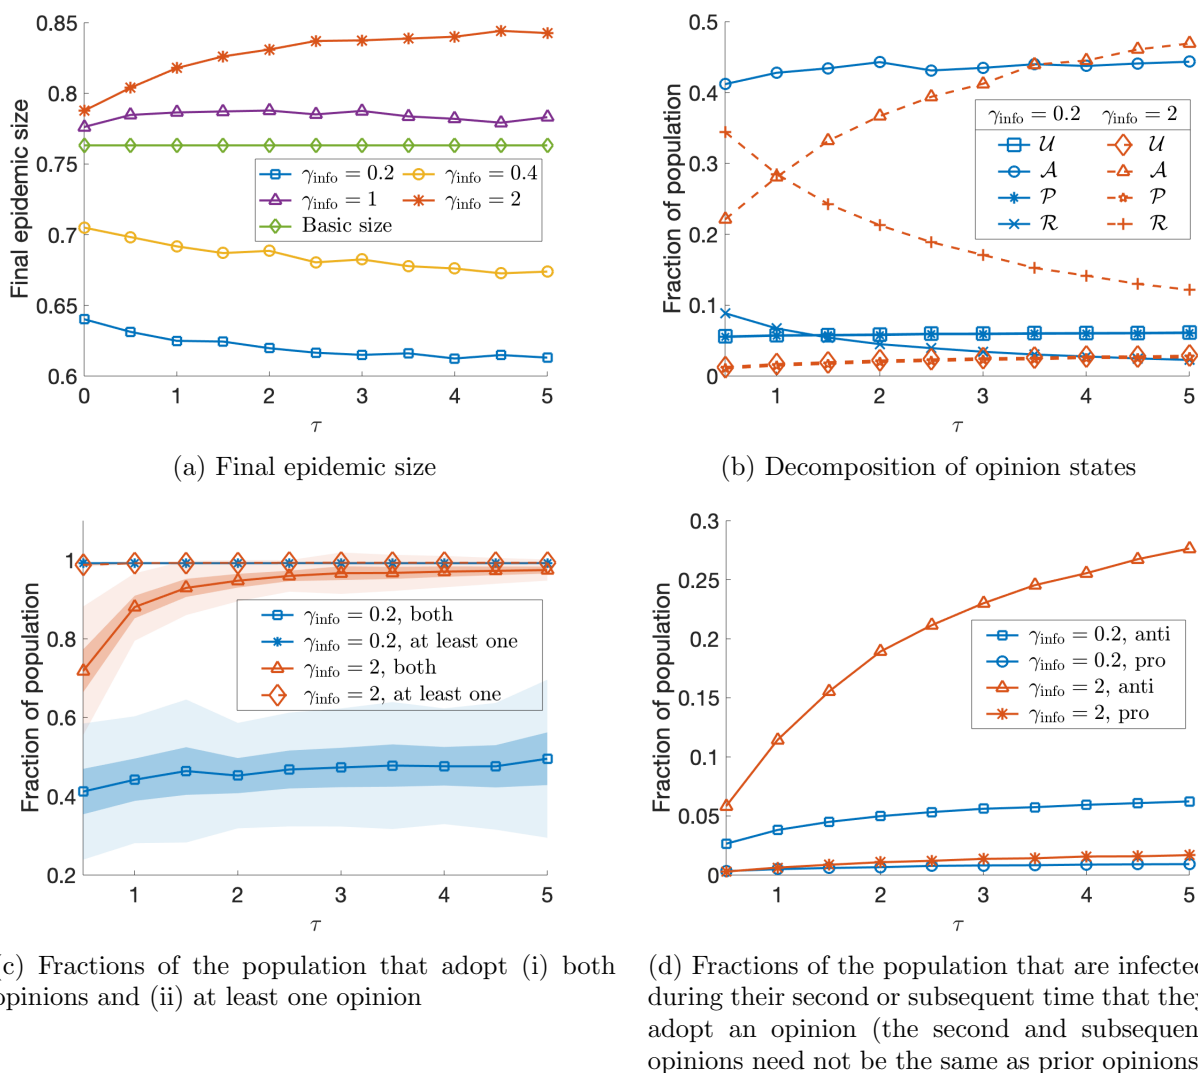 0.85
0.8
0.75
0.7
0.65
0.6
Final epidemic size
γinfo = 0.2 γinfo = 0.4
γinfo = 1 γinfo = 2
Basic size
0 1 2 3 4 5
τ
(a) Final epidemic size
0.5
0.4
0.3
0.2
0.1
0
Fraction of population
γinfo = 0.2 γinfo = 2
𝒰 𝒰
𝒜 𝒜
𝒫 𝒫
ℛ ℛ
1 2 3 4 5
τ
(b) Decomposition of opinion states
1
0.8
0.6
0.4
0.2
Fraction of population
γinfo = 0.2, both
γinfo = 0.2, at least one
γinfo = 2, both
γinfo = 2, at least one
1 2 3 4 5
τ
c) Fractions of the population that adopt (i) both
opinions and (ii) at least one opinion
0.3
0.25
0.2
0.15
0.1
0.05
0
Fraction of population
γinfo = 0.2, anti
γinfo = 0.2, pro
γinfo = 2, anti
γinfo = 2, pro
1 2 3 4 5
τ
(d) Fractions of the population that are infected
during their second or subsequent time that they
adopt an opinion (the second and subsequent
opinions need not be the same as prior opinions